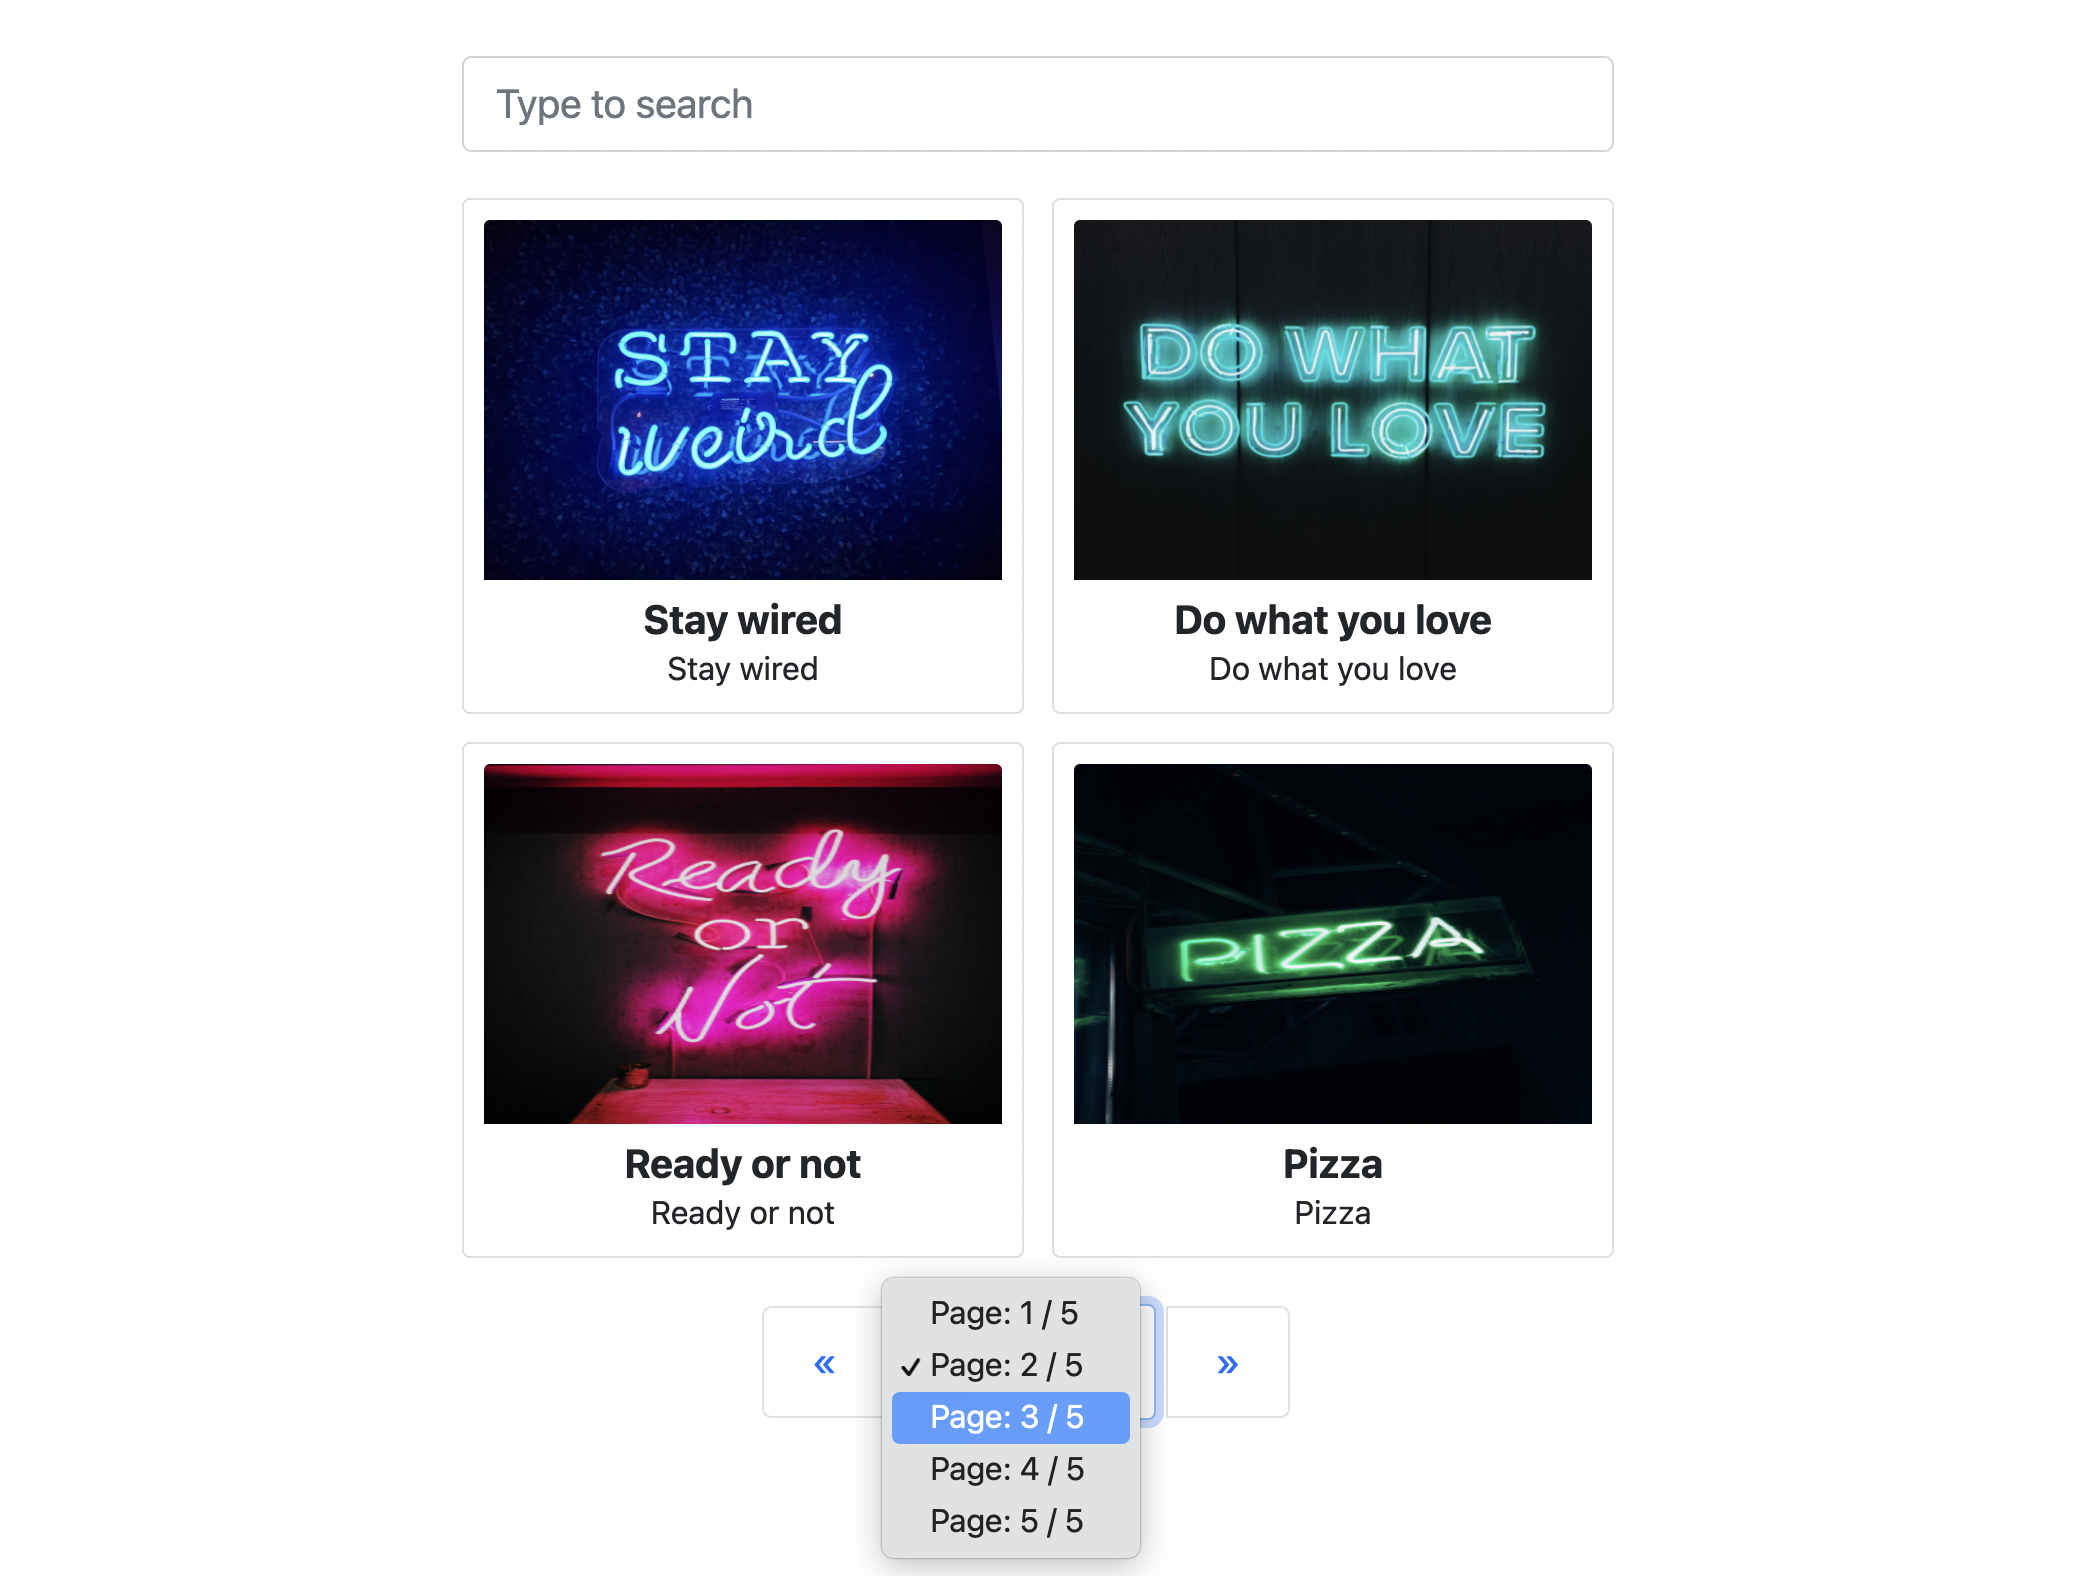 Type to search
STAY
weird
DO WHAT
YOU LOVE
Stay wired
Stay wired
Do what you love
Do what you love
Ready
or
Not
PIZZA
Ready or not
Ready or not
Pizza
Pizza
Page: 1 / 5
✓ Page: 2 / 5
« »
Page: 3 / 5
Page: 4 / 5
Page: 5 / 5